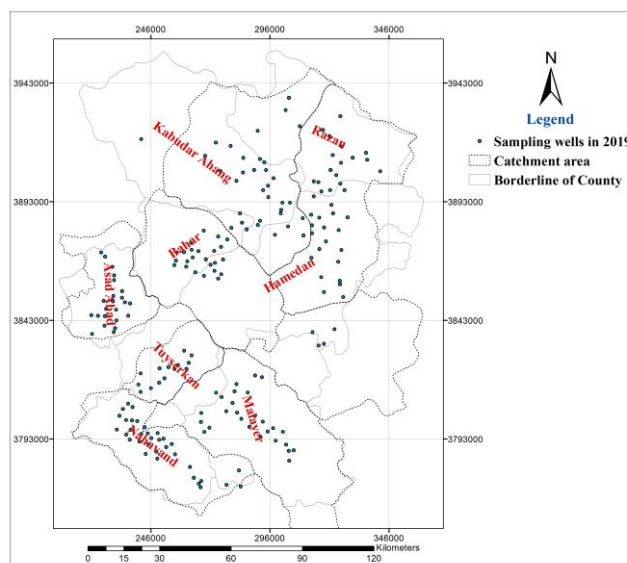 246000 296000 346000
3943000 3943000
N
Legend
Sampling wells in 2019
Catchment area
Borderline of County
Kabudar Ahang
Razan
3893000 3893000
Bahar
Hamedan
Asad Abad
3843000 3843000
Tuyserkan
Malayer
3793000 3793000
Nahavand
246000 296000 346000
Kilometers
0 15 30 60 90 120